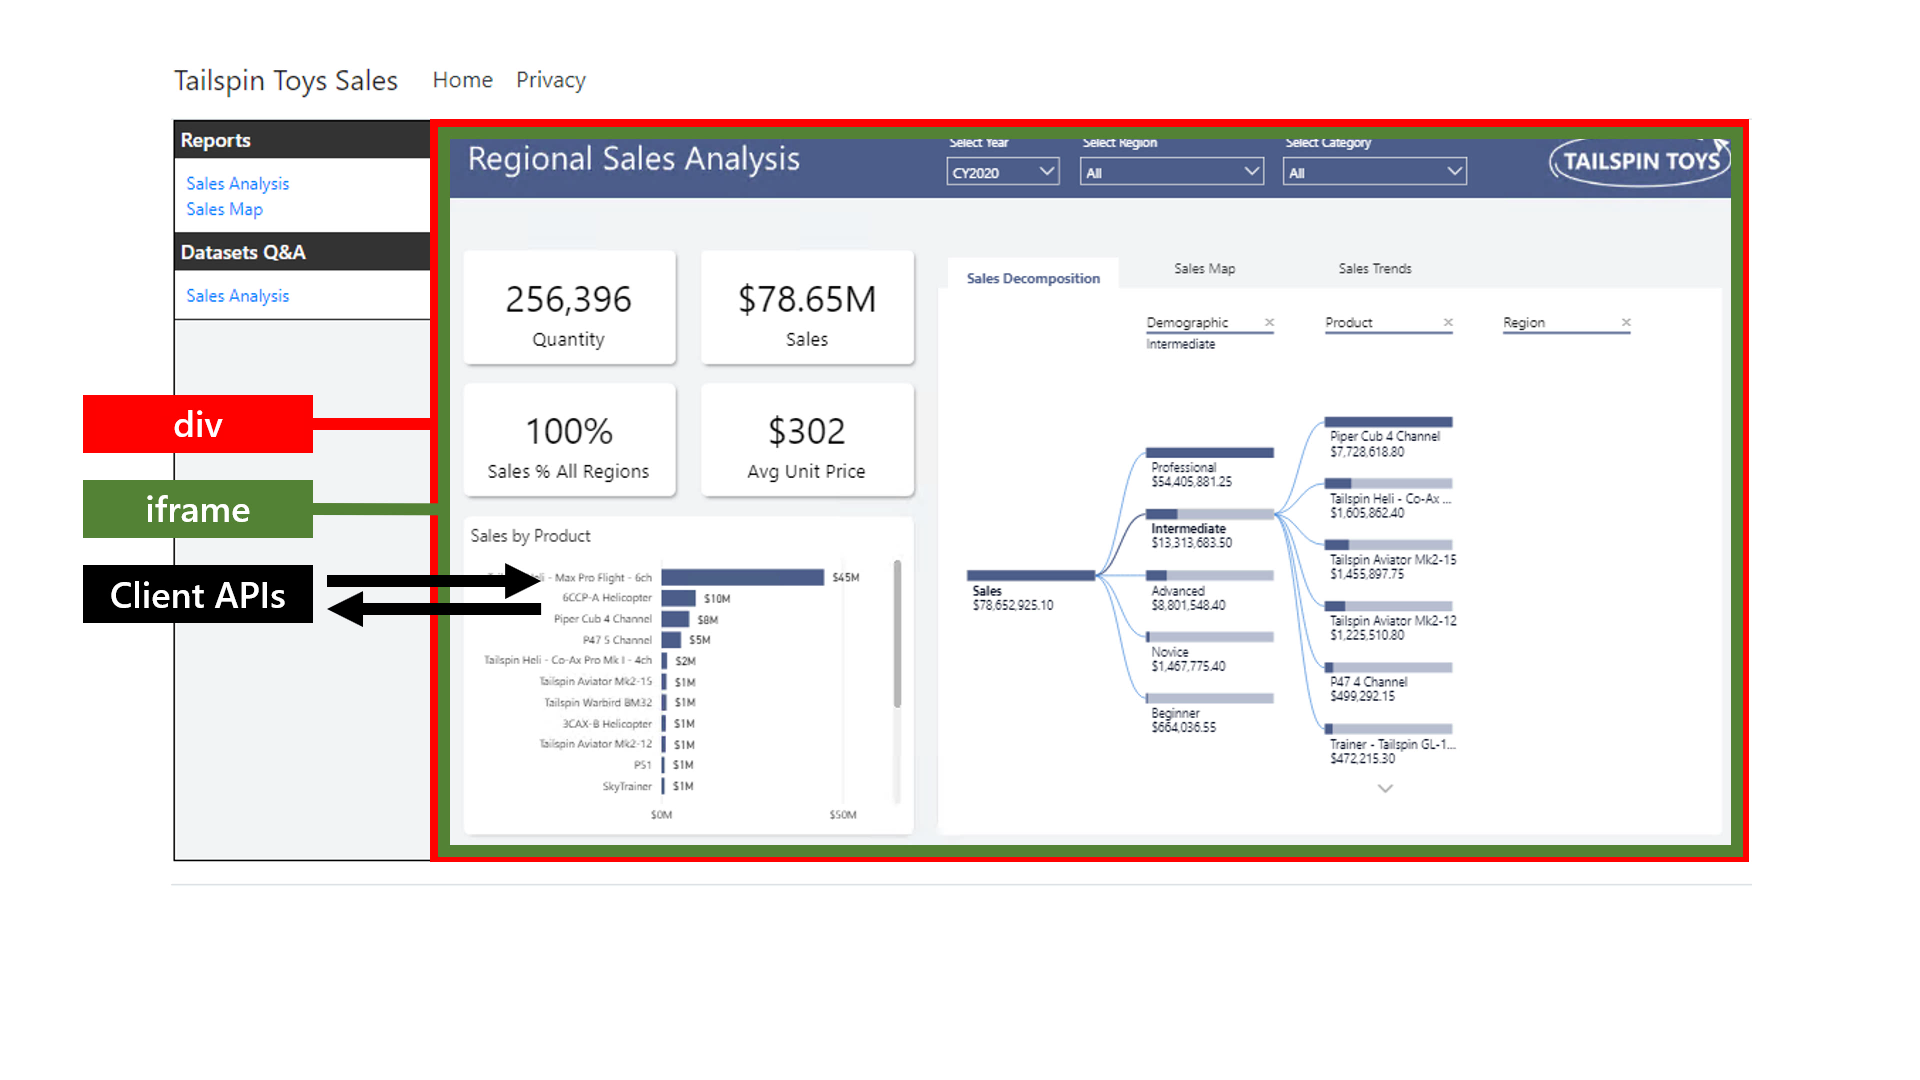 Tailspin Toys Sales Home Privacy
Reports
Sales Analysis
Sales Map
Datasets Q&A
Sales Analysis
div
iframe
Client APIs
Regional Sales Analysis
Select Year
CY2020
Select Region
All
Select Category
All
TAILSPIN TOYS
256,396
Quantity
$78.65M
Sales
100%
Sales % All Regions
$302
Avg Unit Price
Sales by Product
- Max Pro Flight - 6ch $45M
6CCP-A Helicopter $10M
Piper Cub 4 Channel $8M
P47 5 Channel $5M
Tailspin Heli - Co-Ax Pro Mk I - 4ch $2M
Tailspin Aviator Mk2-15 $1M
Tailspin Warbird BM32 $1M
3CAX-B Helicopter $1M
Tailspin Aviator Mk2-12 $1M
P51 $1M
SkyTrainer $1M
$0M $50M
Sales Decomposition
Sales Map
Sales Trends
Demographic
Intermediate
Product
Region
Sales
$78,652,925.10
Professional
$54,405,881.25
Intermediate
$13,313,683.50
Advanced
$8,801,548.40
Novice
$1,467,775.40
Beginner
$664,036.55
Piper Cub 4 Channel
$7,728,618.80
Tailspin Heli - Co-Ax ...
$1,605,862.40
Tailspin Aviator Mk2-15
$1,455,897.75
Tailspin Aviator Mk2-12
$1,225,510.80
P47 4 Channel
$499,292.15
Trainer - Tailspin GL-1...
$472,215.30